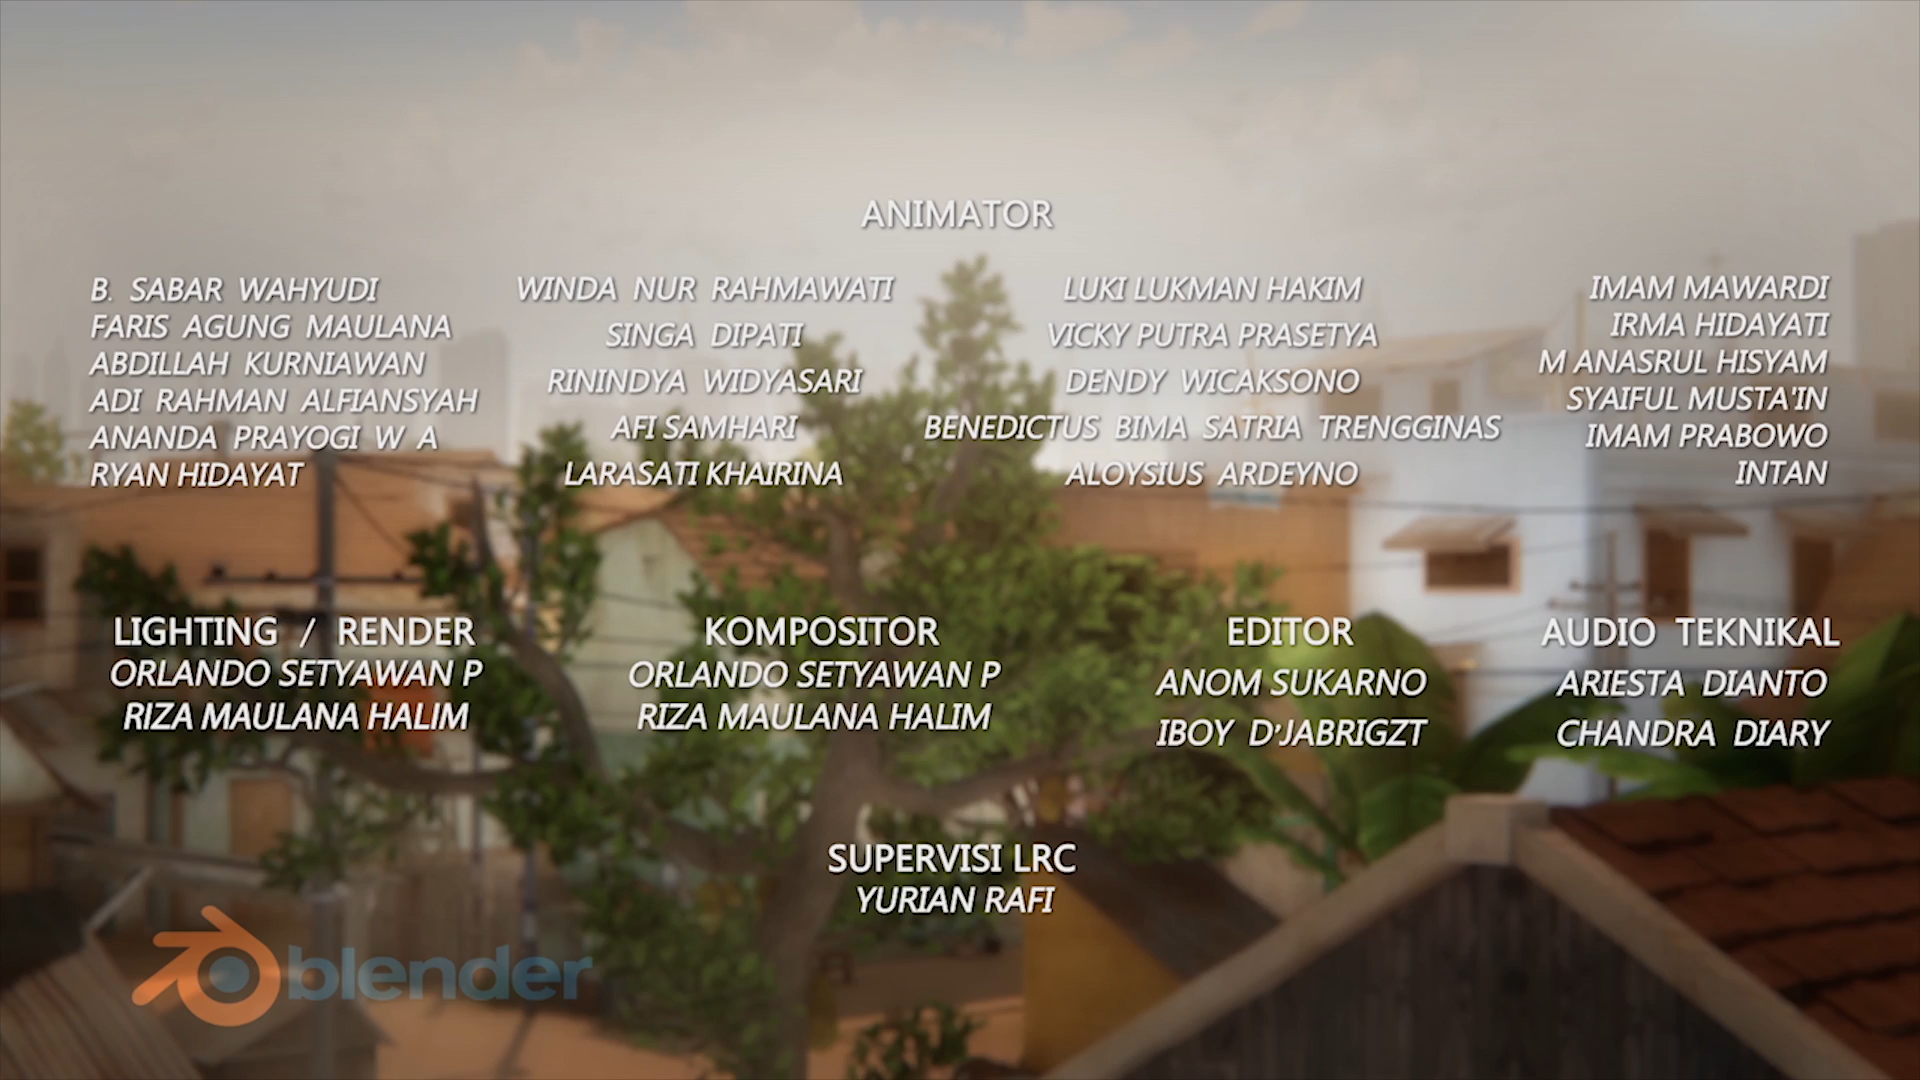 ANIMATOR
B. SABAR WAHYUDI
FARIS AGUNG MAULANA
ABDILLAH KURNIAWAN
ADI RAHMAN ALFIANSYAH
ANANDA PRAYOGI W A
RYAN HIDAYAT
WINDA NUR RAHMAWATI
SINGA DIPATI
RININDYA WIDYASARI
AFI SAMHARI
LARASATI KHAIRINA
LUKI LUKMAN HAKIM
VICKY PUTRA PRASETYA
DENDY WICAKSONO
BENEDICTUS BIMA SATRIA TRENGGINAS
ALOYSIUS ARDEYNO
IMAM MAWARDI
IRMA HIDAYATI
M ANASRUL HISYAM
SYAIFUL MUSTA'IN
IMAM PRABOWO
INTAN
LIGHTING / RENDER
ORLANDO SETYAWAN P
RIZA MAULANA HALIM
KOMPOSITOR
ORLANDO SETYAWAN P
RIZA MAULANA HALIM
EDITOR
ANOM SUKARNO
IBOY D'JABRIGZT
AUDIO TEKNIKAL
ARIESTA DIANTO
CHANDRA DIARY
SUPERVISI LRC
YURIAN RAFI
blender